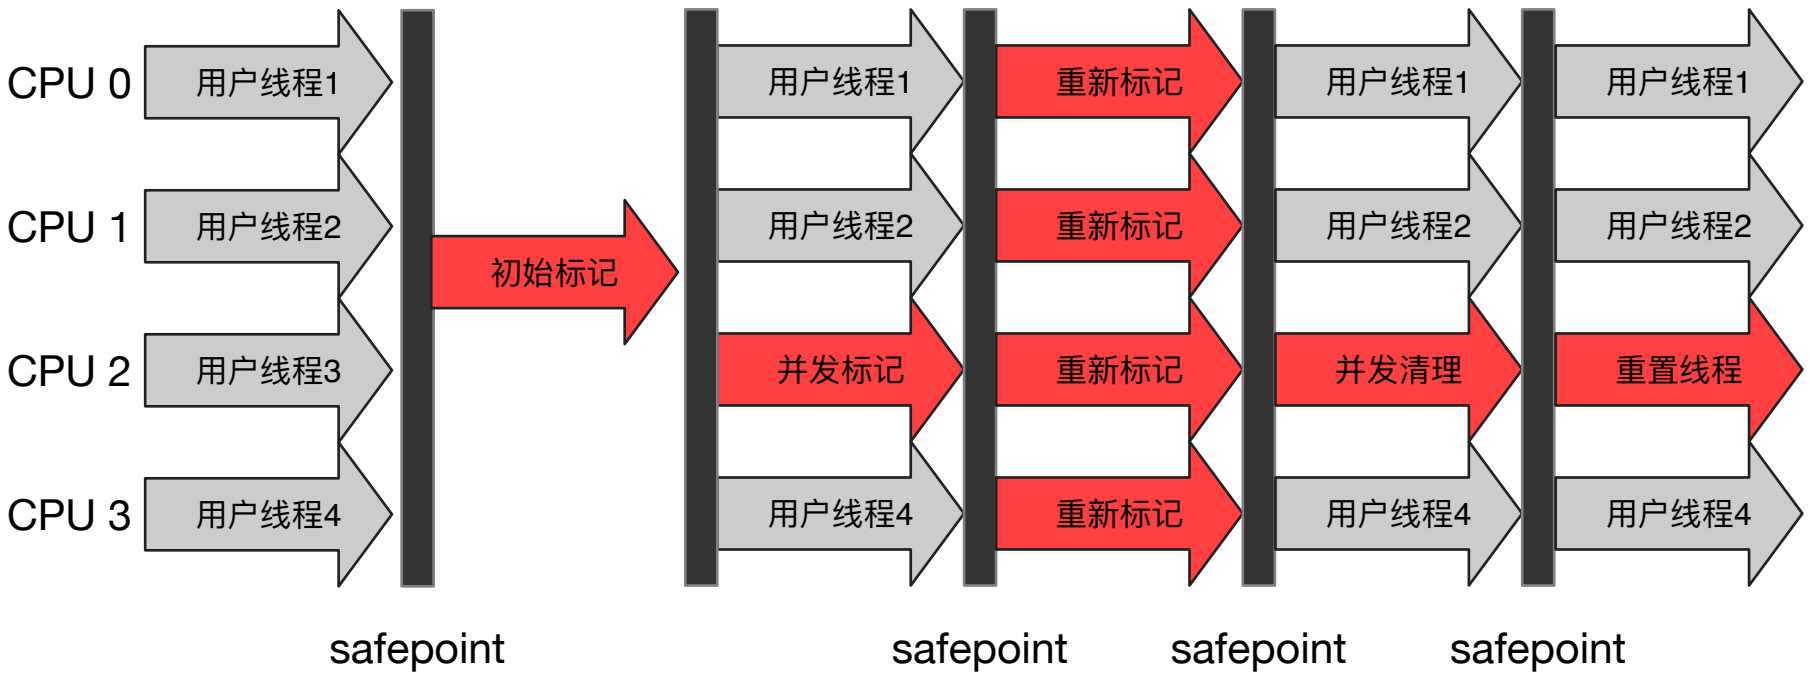 CPU 0 用户线程1 用户线程1 重新标记 用户线程1 用户线程1
CPU 1 用户线程2 用户线程2 重新标记 用户线程2 用户线程2
初始标记
CPU 2 用户线程3 并发标记 重新标记 并发清理 重置线程
CPU 3 用户线程4 用户线程4 重新标记 用户线程4 用户线程4
safepoint safepoint safepoint safepoint